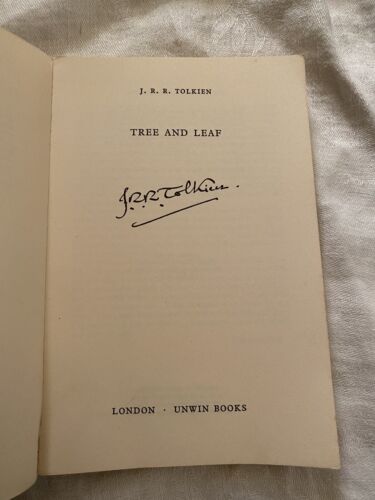 J. R. R. TOLKIEN
TREE AND LEAF
J.R.R. Tolkien.
LONDON · UNWIN BOOKS